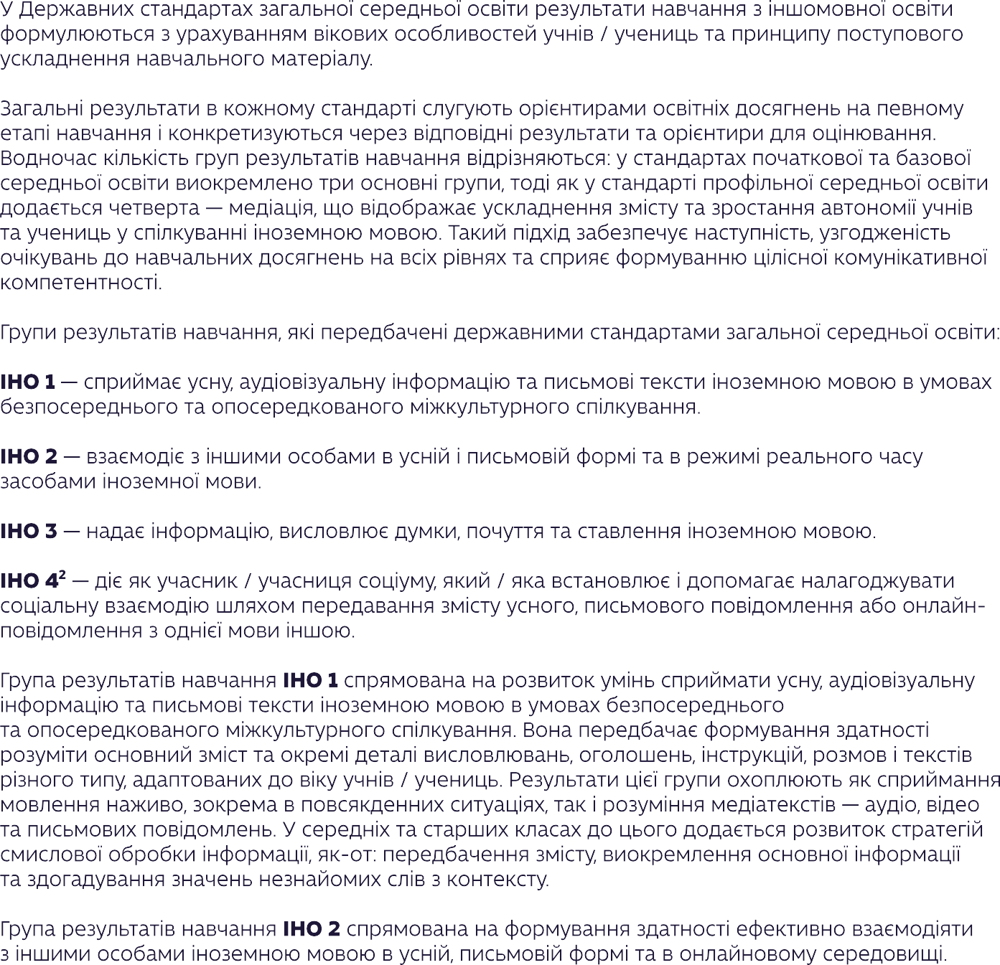 У Державних стандартах загальної середньої освіти результати навчання з іншомовної освіти
формулюються з урахуванням вікових особливостей учнів / учениць та принципу поступового
ускладнення навчального матеріалу.
Загальні результати в кожному стандарті слугують орієнтирами освітніх досягнень на певному
етапі навчання і конкретизуються через відповідні результати та орієнтири для оцінювання.
Водночас кількість груп результатів навчання відрізняються: у стандартах початкової та базової
середньої освіти виокремлено три основні групи, тоді як у стандарті профільної середньої освіти
додається четверта — медіація, що відображає ускладнення змісту та зростання автономії учнів
та учениць у спілкуванні іноземною мовою. Такий підхід забезпечує наступність, узгодженість
очікувань до навчальних досягнень на всіх рівнях та сприяє формуванню цілісної комунікативної
компетентності.
Групи результатів навчання, які передбачені державними стандартами загальної середньої освіти:
ІНО 1 — сприймає усну, аудіовізуальну інформацію та письмові тексти іноземною мовою в умовах
безпосереднього та опосередкованого міжкультурного спілкування.
ІНО 2 — взаємодіє з іншими особами в усній і письмовій формі та в режимі реального часу
засобами іноземної мови.
ІНО 3 — надає інформацію, висловлює думки, почуття та ставлення іноземною мовою.
ІНО 4² — діє як учасник / учасниця соціуму, який / яка встановлює і допомагає налагоджувати
соціальну взаємодію шляхом передавання змісту усного, письмового повідомлення або онлайн-
повідомлення з однієї мови іншою.
Група результатів навчання ІНО 1 спрямована на розвиток умінь сприймати усну, аудіовізуальну
інформацію та письмові тексти іноземною мовою в умовах безпосереднього
та опосередкованого міжкультурного спілкування. Вона передбачає формування здатності
розуміти основний зміст та окремі деталі висловлювань, оголошень, інструкцій, розмов і текстів
різного типу, адаптованих до віку учнів / учениць. Результати цієї групи охоплюють як сприймання
мовлення наживо, зокрема в повсякденних ситуаціях, так і розуміння медіатекстів — аудіо, відео
та письмових повідомлень. У середніх та старших класах до цього додається розвиток стратегій
смислової обробки інформації, як-от: передбачення змісту, виокремлення основної інформації
та здогадування значень незнайомих слів з контексту.
Група результатів навчання ІНО 2 спрямована на формування здатності ефективно взаємодіяти
з іншими особами іноземною мовою в усній, письмовій формі та в онлайновому середовищі.